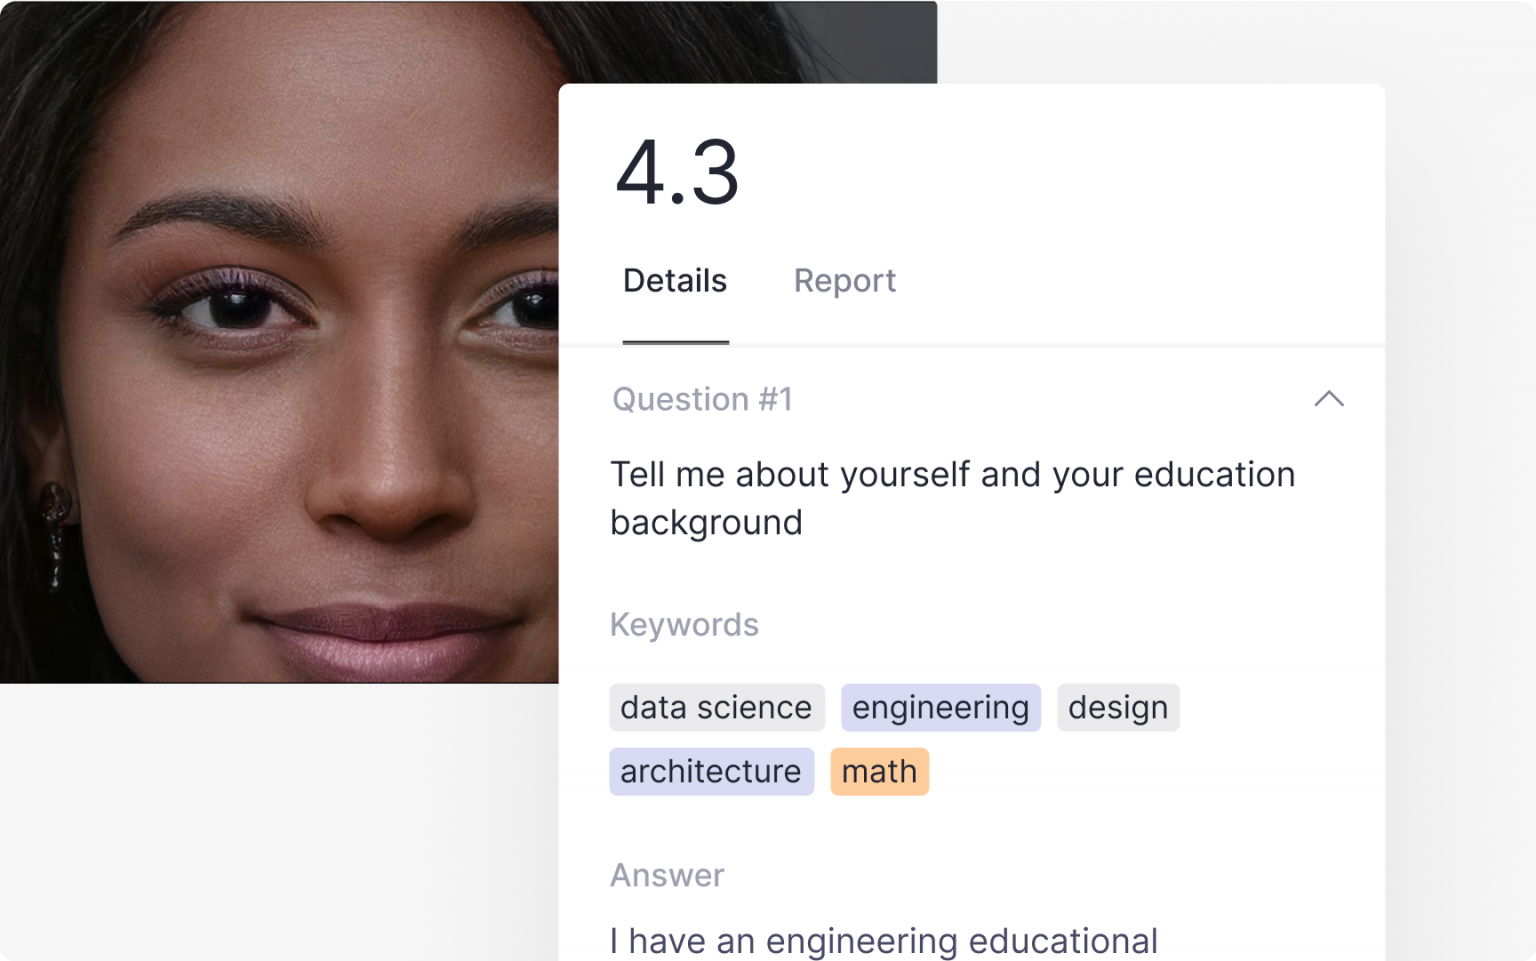 4.3
Details Report
Question #1
Tell me about yourself and your education
background
Keywords
data science engineering design
architecture math
Answer
I have an engineering educational